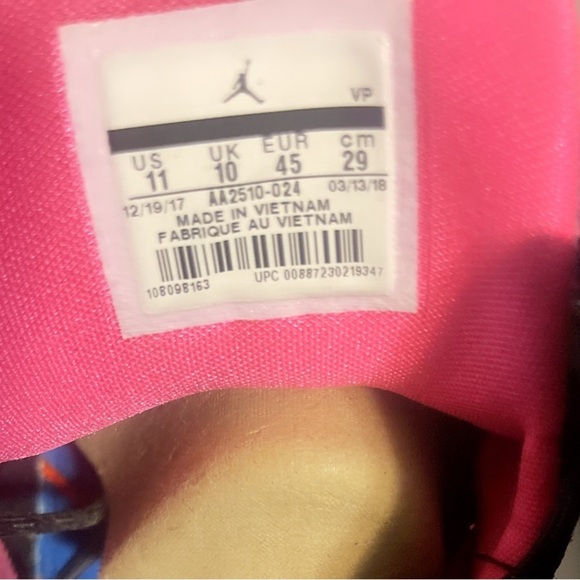 VP
US UK EUR cm
11 10 45 29
12/19/17 AA2510-024 03/13/18
MADE IN VIETNAM
FABRIQUE AU VIETNAM
108098163 UPC 00887230219347